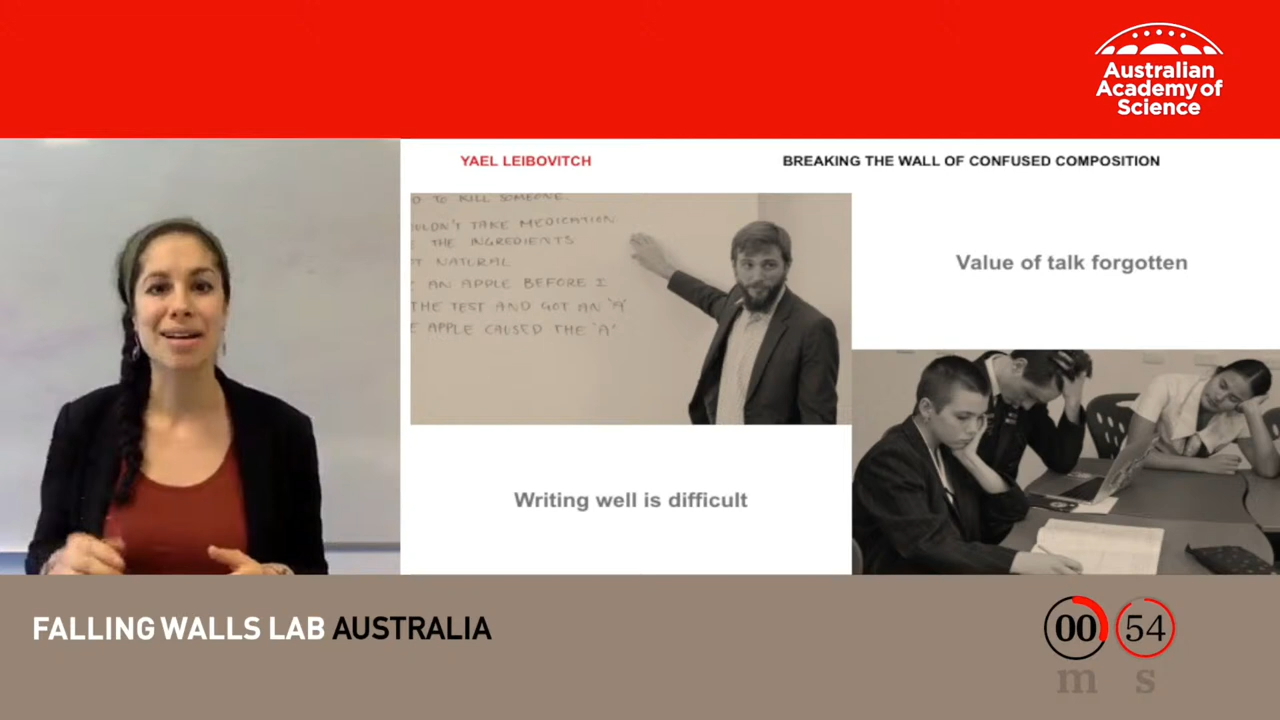 Australian
Academy of
Science
YAEL LEIBOVITCH
BREAKING THE WALL OF CONFUSED COMPOSITION
TO KILL SOMEONE.
TAKE MEDICATION
THE INGREDIENTS
NATURAL
AN APPLE BEFORE I
THE TEST AND GOT AN 'A'
APPLE CAUSED THE 'A'
Value of talk forgotten
Writing well is difficult
FALLING WALLS LAB AUSTRALIA
00 54
m s